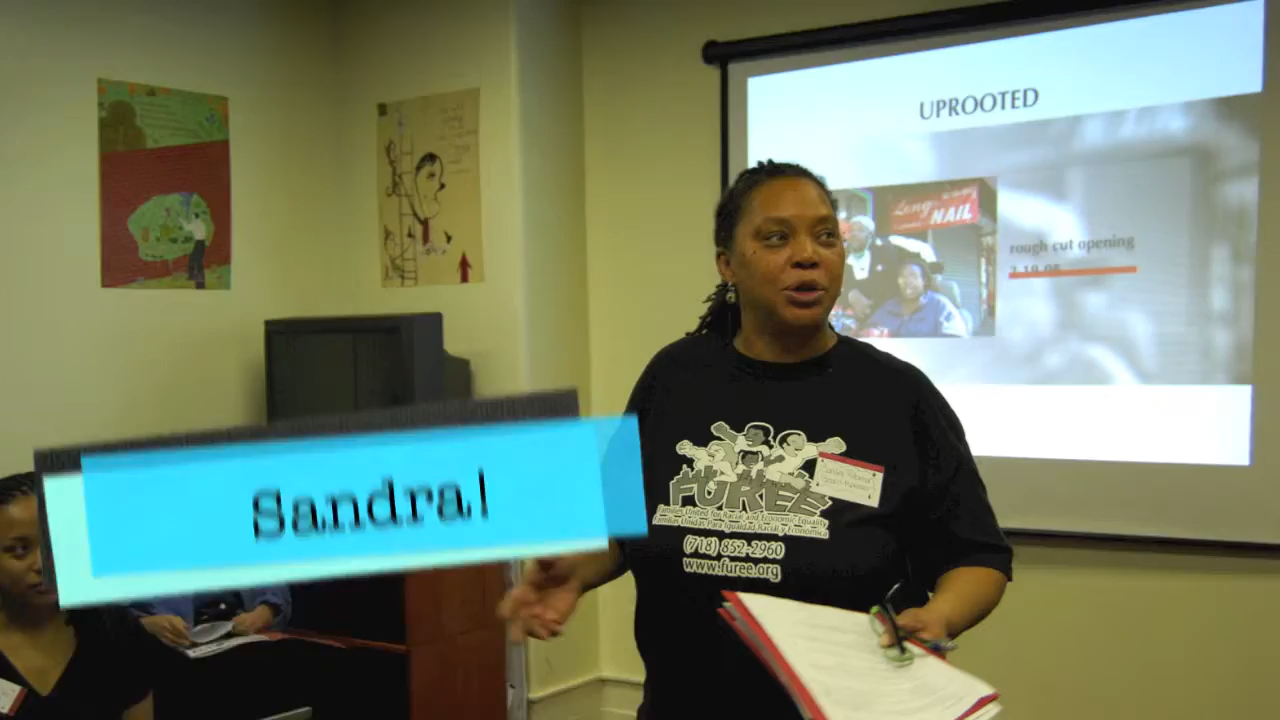 UPROOTED
Long
NAIL
rough cut opening
Sandra
FUREE
Families United for Racial and Economic Equality
Familias Unidas Para Igualdad Racial y Economica
(718) 852-2960
www.furee.org